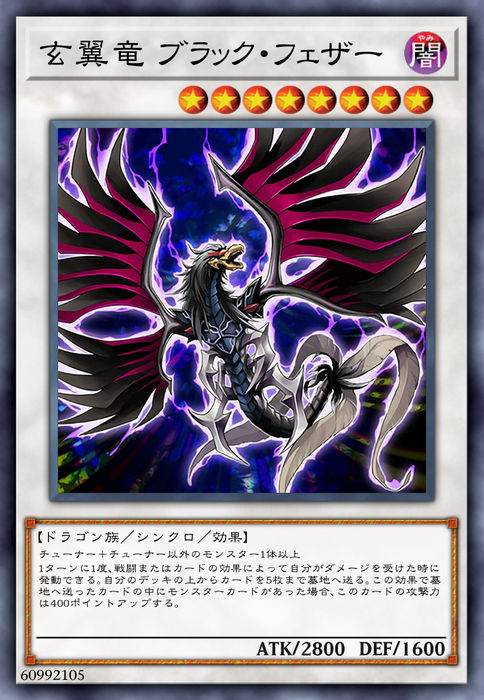 玄翼竜 ブラック・フェザー
やみ
闇
【ドラゴン族／シンクロ／効果】
チューナー＋チューナー以外のモンスター1体以上
1ターンに1度、戦闘またはカードの効果によって自分がダメージを受けた時に
発動できる。自分のデッキの上からカードを5枚まで墓地へ送る。この効果で墓
地へ送ったカードの中にモンスターカードがあった場合、このカードの攻撃力
は400ポイントアップする。
ATK/2800 DEF/1600
60992105